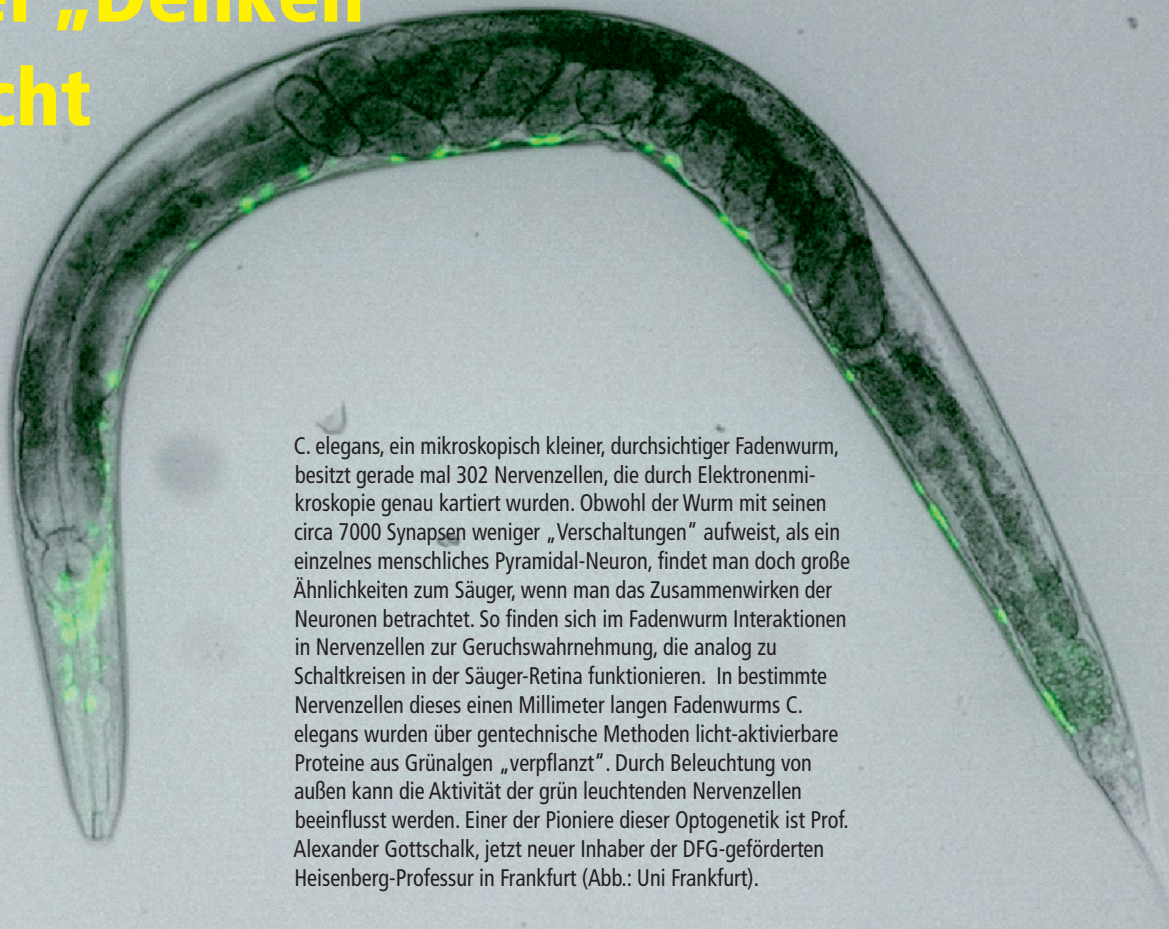 „Denken
C. elegans, ein mikroskopisch kleiner, durchsichtiger Fadenwurm,
besitzt gerade mal 302 Nervenzellen, die durch Elektronenmi-
kroskopie genau kartiert wurden. Obwohl der Wurm mit seinen
circa 7000 Synapsen weniger „Verschaltungen“ aufweist, als ein
einzelnes menschliches Pyramidal-Neuron, findet man doch große
Ähnlichkeiten zum Säuger, wenn man das Zusammenwirken der
Neuronen betrachtet. So finden sich im Fadenwurm Interaktionen
in Nervenzellen zur Geruchswahrnehmung, die analog zu
Schaltkreisen in der Säuger-Retina funktionieren. In bestimmte
Nervenzellen dieses einen Millimeter langen Fadenwurms C.
elegans wurden über gentechnische Methoden licht-aktivierbare
Proteine aus Grünalgen „verpflanzt“. Durch Beleuchtung von
außen kann die Aktivität der grün leuchtenden Nervenzellen
beeinflusst werden. Einer der Pioniere dieser Optogenetik ist Prof.
Alexander Gottschalk, jetzt neuer Inhaber der DFG-geförderten
Heisenberg-Professur in Frankfurt (Abb.: Uni Frankfurt).